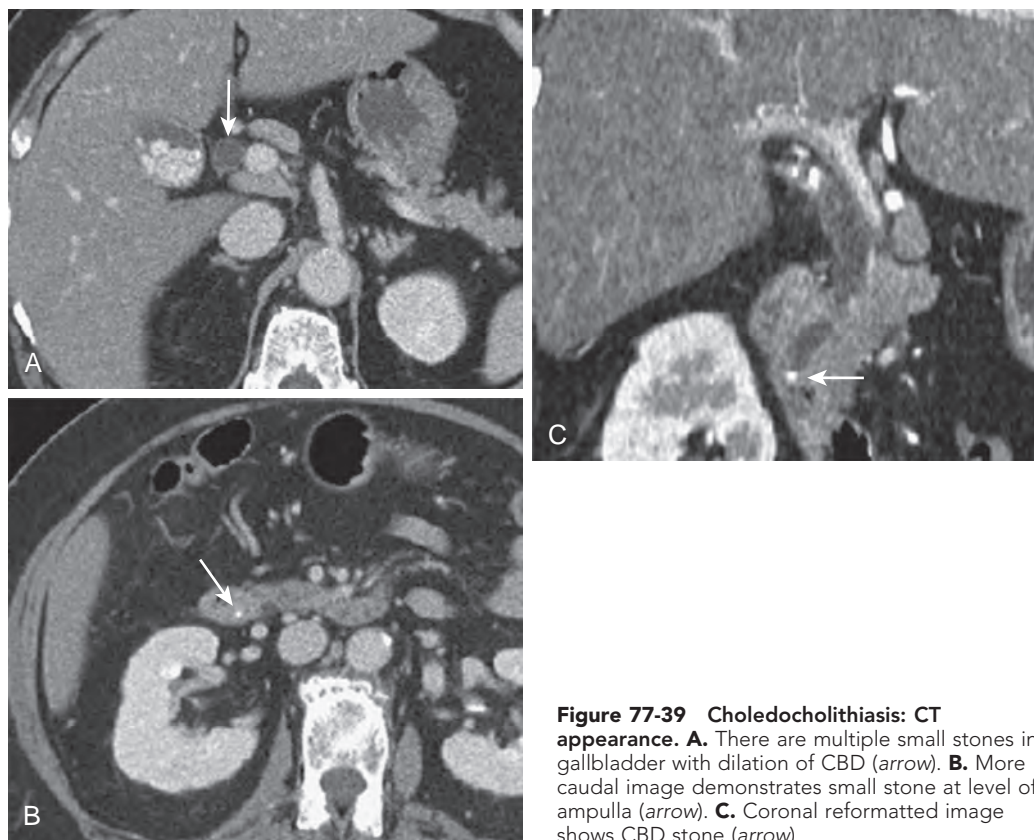 A
B
C
Figure 77-39 Choledocholithiasis: CT
appearance. A. There are multiple small stones in
gallbladder with dilation of CBD (arrow). B. More
caudal image demonstrates small stone at level of
ampulla (arrow). C. Coronal reformatted image
shows CBD stone (arrow).